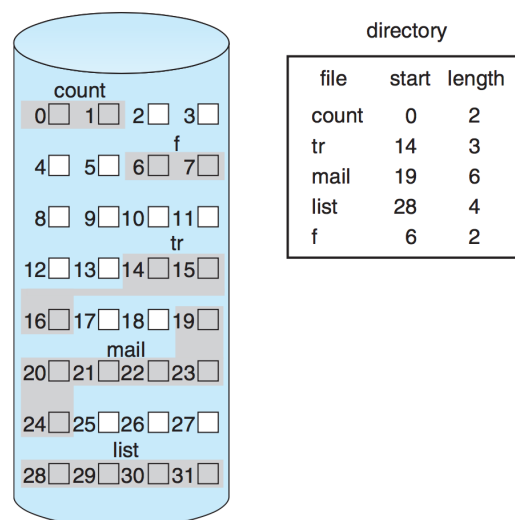 count
0 1 2 3
f
4 5 6 7
8 9 10 11
tr
12 13 14 15
16 17 18 19
mail
20 21 22 23
24 25 26 27
list
28 29 30 31
directory
file start length
count 0 2
tr 14 3
mail 19 6
list 28 4
f 6 2